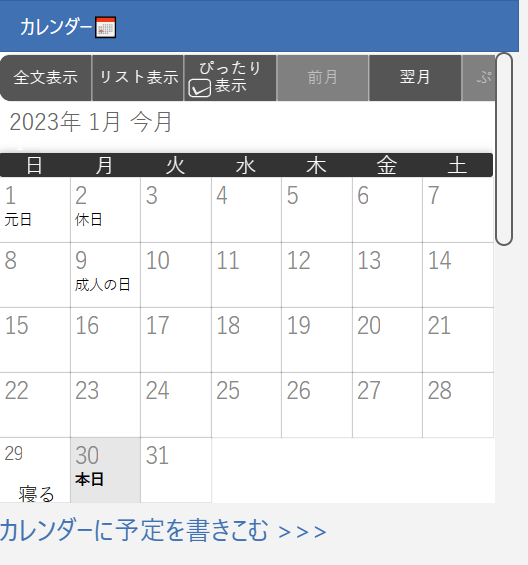 カレンダー
全文表示 リスト表示 ぴったり表示 前月 翌月 ぷ
2023年 1月 今月
日 月 火 水 木 金 土
1 2 3 4 5 6 7
元日 休日
8 9 10 11 12 13 14
成人の日
15 16 17 18 19 20 21
22 23 24 25 26 27 28
29 30 31
本日
寝る
カレンダーに予定を書きこむ >>>